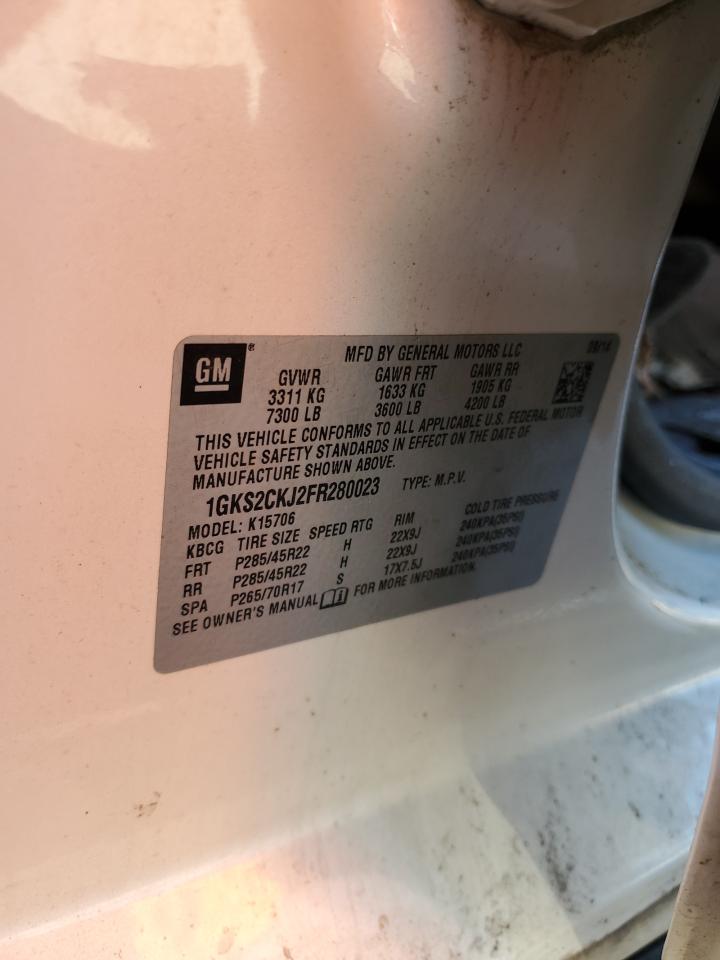 GM®
MFD BY GENERAL MOTORS LLC 09/14
GVWR GAWR FRT GAWR RR
3311 KG 1633 KG 1905 KG
7300 LB 3600 LB 4200 LB
THIS VEHICLE CONFORMS TO ALL APPLICABLE U.S. FEDERAL MOTOR
VEHICLE SAFETY STANDARDS IN EFFECT ON THE DATE OF
MANUFACTURE SHOWN ABOVE.
1GKS2CKJ2FR280023 TYPE: M.P.V.
MODEL: K15706
KBCG TIRE SIZE SPEED RTG RIM COLD TIRE PRESSURE
FRT P285/45R22 H 22X9J 240KPA(35PSI)
RR P285/45R22 H 22X9J 240KPA(35PSI)
SPA P265/70R17 S 17X7.5J 240KPA(35PSI)
SEE OWNER'S MANUAL FOR MORE INFORMATION.